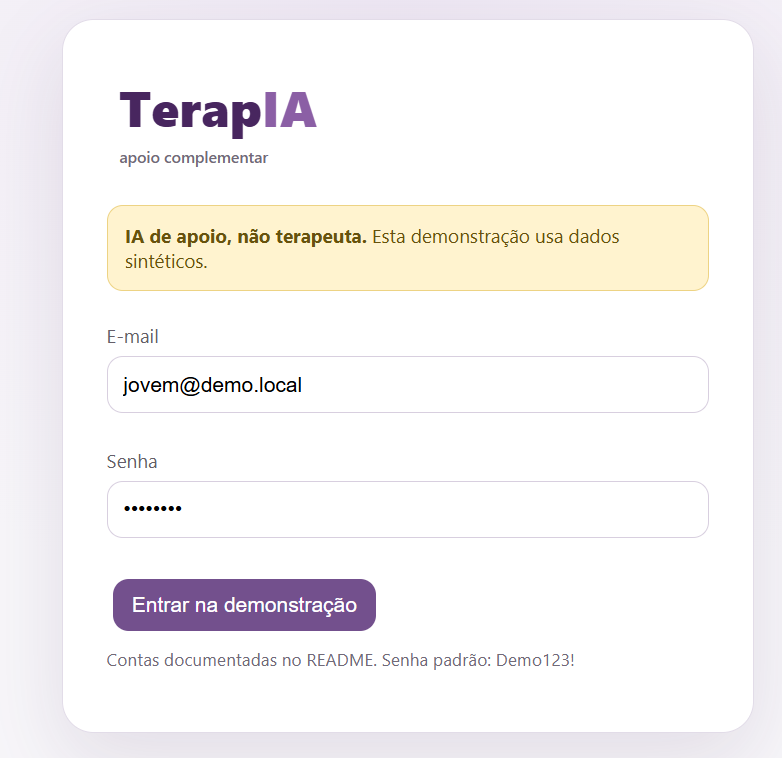 TerapIA
apoio complementar
IA de apoio, não terapeuta. Esta demonstração usa dados
sintéticos.
E-mail
jovem@demo.local
Senha
••••••••
Entrar na demonstração
Contas documentadas no README. Senha padrão: Demo123!